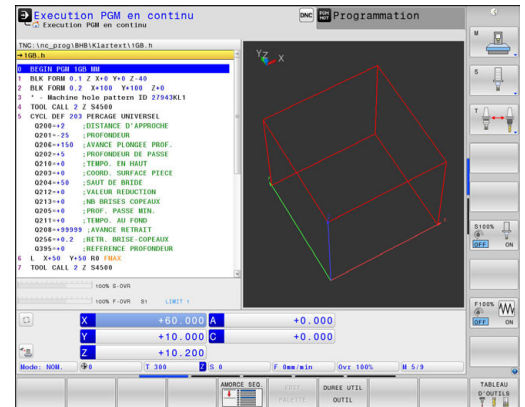 Execution PGM en continu
Execution PGM en continu
DNC
PGM MOT
Programmation
TNC:\nc_prog\BHB\Klartext\1GB.h
→1GB.h
0 BEGIN PGM 1GB MM
1 BLK FORM 0.1 Z X+0 Y+0 Z-40
2 BLK FORM 0.2 X+100 Y+100 Z+0
3 * - Machine hole pattern ID 27943KL1
4 TOOL CALL 2 Z S4500
5 CYCL DEF 203 PERCAGE UNIVERSEL
Q200=+2 ;DISTANCE D'APPROCHE
Q201=-25 ;PROFONDEUR
Q206=+150 ;AVANCE PLONGEE PROF.
Q202=+5 ;PROFONDEUR DE PASSE
Q210=+0 ;TEMPO. EN HAUT
Q203=+0 ;COORD. SURFACE PIECE
Q204=+50 ;SAUT DE BRIDE
Q212=+0 ;VALEUR REDUCTION
Q213=+0 ;NB BRISES COPEAUX
Q205=+0 ;PROF. PASSE MIN.
Q211=+0 ;TEMPO. AU FOND
Q208=+99999 ;AVANCE RETRAIT
Q256=+0.2 ;RETR. BRISE-COPEAUX
Q395=+0 ;REFERENCE PROFONDEUR
6 L X+50 Y+50 R0 FMAX
7 TOOL CALL 2 Z S4500
Y Z X
100% S-OVR
100% F-OVR S1 LIMIT 1
X +60.000 A +0.000
Y +10.000 C +0.000
Z +10.200
Mode: NOM. 0 T 300 Z S 0 F 0mm/min Ovr 100% M 5/9
AMORCE SEQ.
EDIT PALETTE
DUREE UTIL OUTIL
TABLEAU D'OUTILS
M
S
T
S100%
OFF ON
F100%
OFF ON